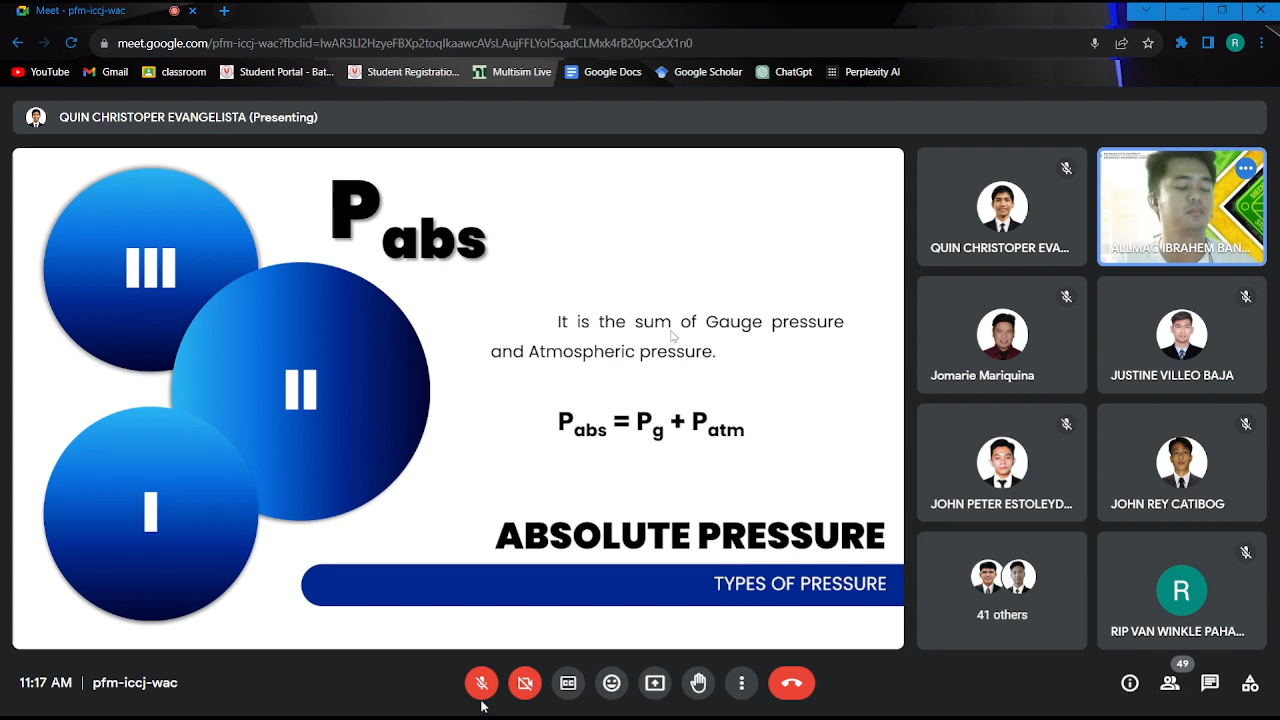 Meet - pfm-iccj-wac
meet.google.com/pfm-iccj-wac?fbclid=IwAR3Ll2HzyeFBXp2toqIkaawcAVsLAujFFLYoI5qadCLMxk4rB20pcQcX1n0
R
YouTube
Gmail
classroom
Student Portal - Bat...
Student Registratio...
Multisim Live
Google Docs
Google Scholar
ChatGpt
Perplexity AI
QUIN CHRISTOPER EVANGELISTA (Presenting)
III
II
I
Pabs
It is the sum of Gauge pressure
and Atmospheric pressure.
Pabs = Pg + Patm
ABSOLUTE PRESSURE
TYPES OF PRESSURE
QUIN CHRISTOPER EVA...
ALLMAC IBRAHEM BAN...
Jomarie Mariquina
JUSTINE VILLEO BAJA
JOHN PETER ESTOLEYD...
JOHN REY CATIBOG
41 others
R
RIP VAN WINKLE PAHA...
11:17 AM
pfm-iccj-wac
49